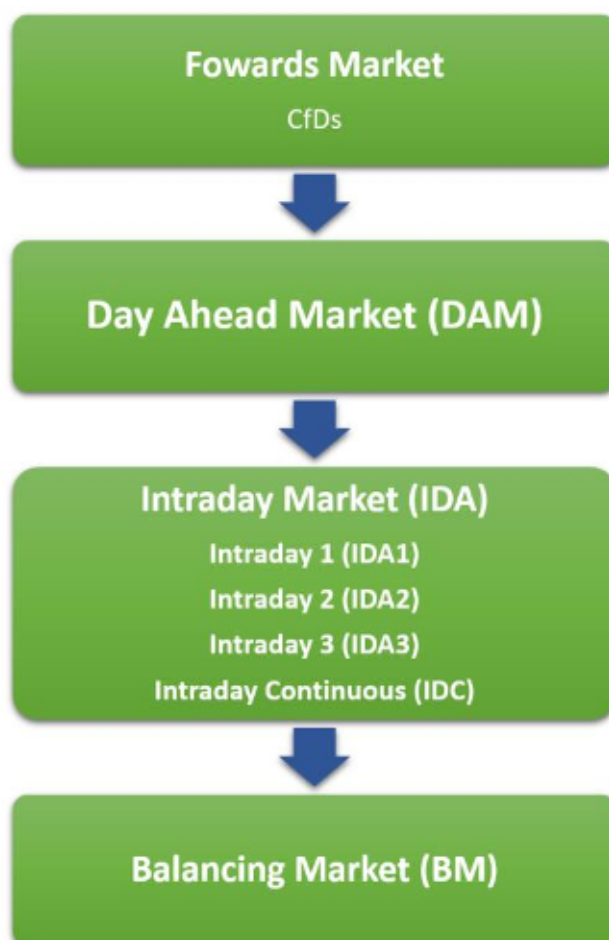 Fowards Market
CfDs
Day Ahead Market (DAM)
Intraday Market (IDA)
Intraday 1 (IDA1)
Intraday 2 (IDA2)
Intraday 3 (IDA3)
Intraday Continuous (IDC)
Balancing Market (BM)